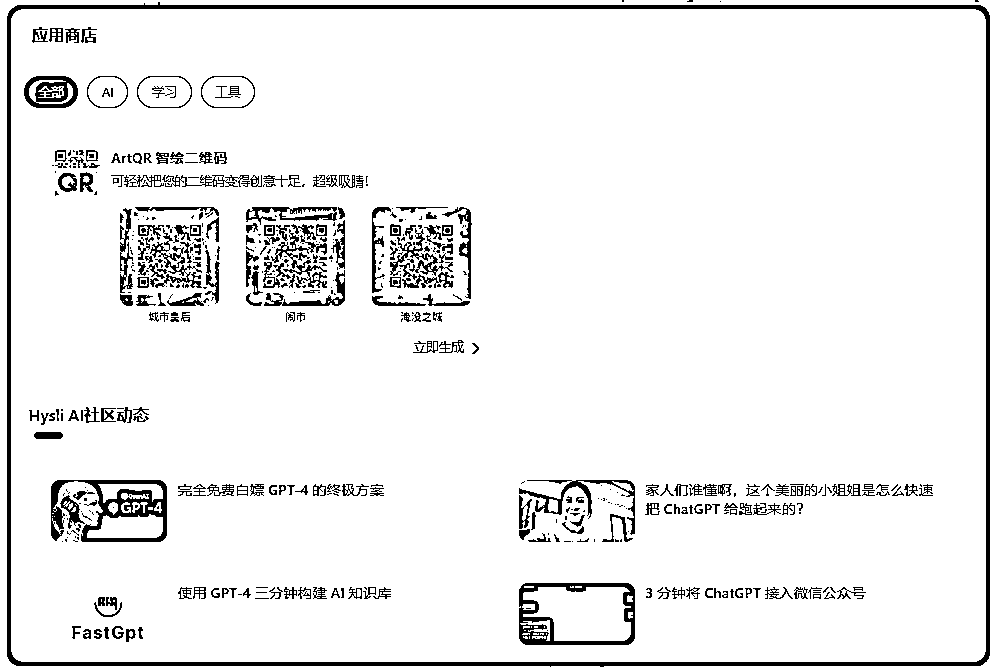 应用商店
全部
AI
学习
工具
QR
ArtQR 智绘二维码
可轻松把您的二维码变得创意十足，超级吸睛！
城市皇后
闹市
淹没之城
立即生成
Hysli AI社区动态
GPT-4
完全免费白嫖 GPT-4 的终极方案
家人们谁懂啊，这个美丽的小姐姐是怎么快速
把 ChatGPT 给跑起来的？
FastGpt
使用 GPT-4 三分钟构建 AI 知识库
3 分钟将 ChatGPT 接入微信公众号